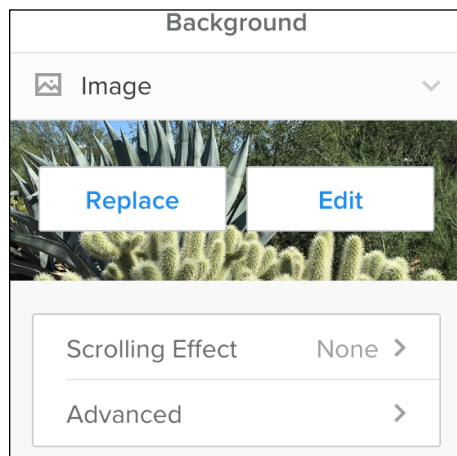 Background
Image
Replace Edit
Scrolling Effect None
Advanced